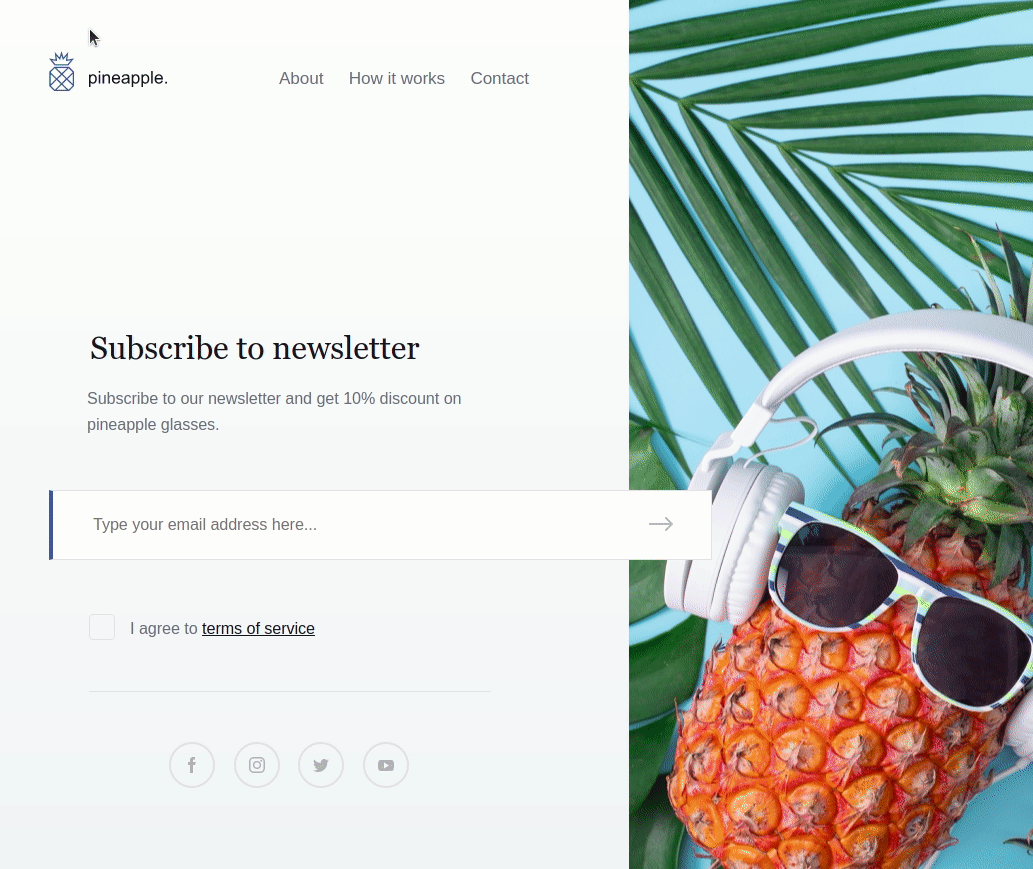 pineapple.
About How it works Contact
Subscribe to newsletter
Subscribe to our newsletter and get 10% discount on
pineapple glasses.
Type your email address here...
I agree to terms of service